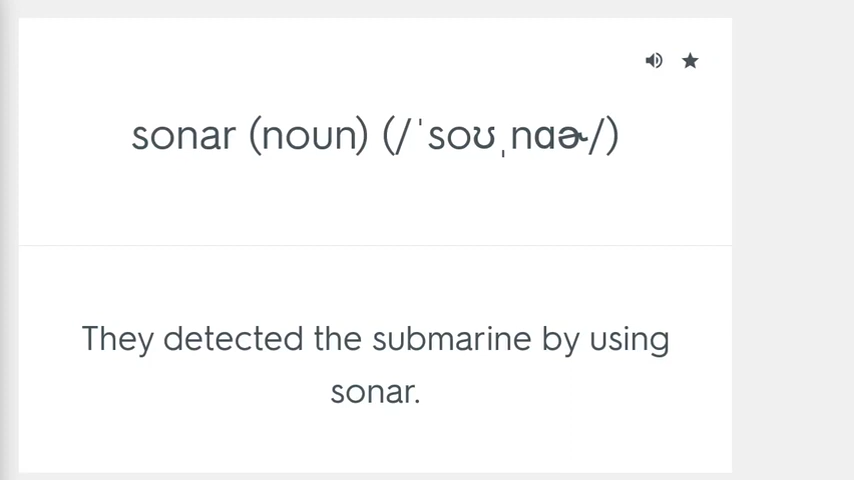 sonar (noun) (/ˈsoʊˌnɑɚ/)
They detected the submarine by using
sonar.